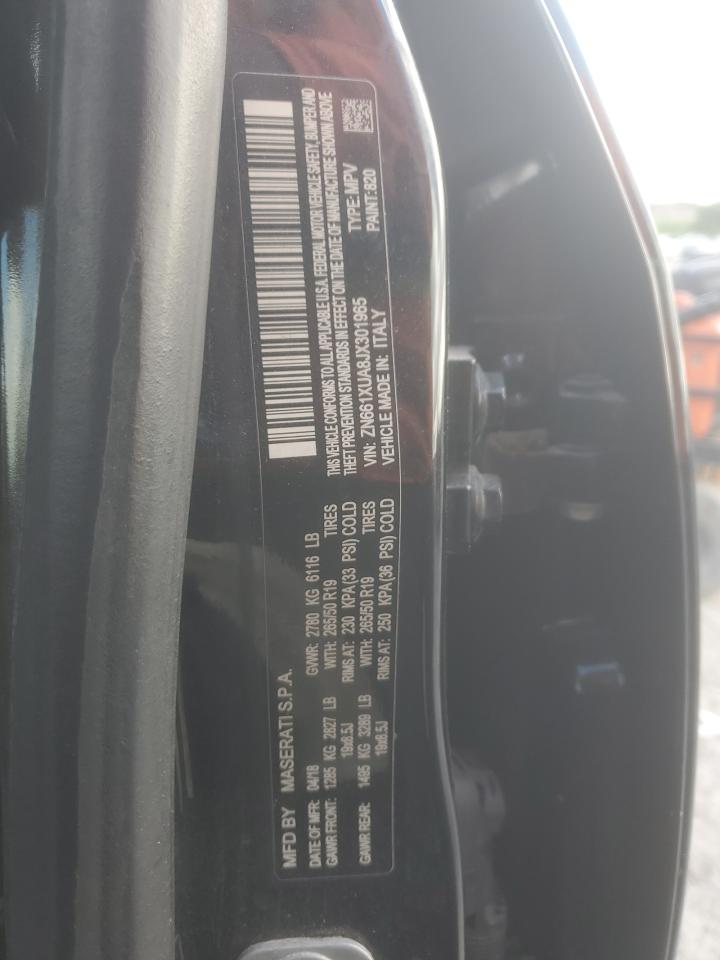 MFD BY MASERATI S.P.A.
DATE OF MFR: 04/18 GVWR: 2780 KG 6116 LB
GAWR FRONT: 1285 KG 2827 LB WITH: 265/50 R19 TIRES
19x8.5J RIMS AT: 230 KPA (33 PSI) COLD
GAWR REAR: 1495 KG 3289 LB WITH: 265/50 R19 TIRES
19x8.5J RIMS AT: 250 KPA (36 PSI) COLD
THIS VEHICLE CONFORMS TO ALL APPLICABLE U.S.A. FEDERAL MOTOR VEHICLE SAFETY, BUMPER AND
THEFT PREVENTION STANDARDS IN EFFECT ON THE DATE OF MANUFACTURE SHOWN ABOVE
VIN: ZN661XUA8JX301965 TYPE: MPV
VEHICLE MADE IN: ITALY PAINT: 820